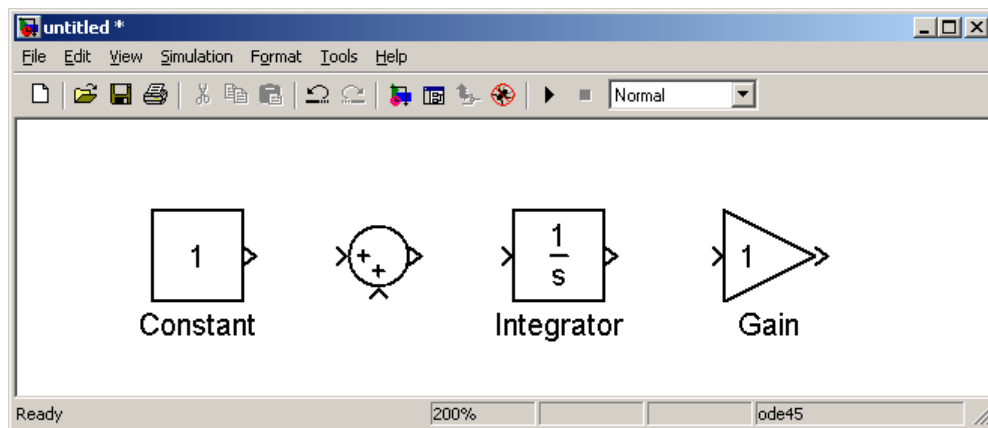 untitled *
File Edit View Simulation Format Tools Help
Normal
1 + + 1/s 1
Constant Integrator Gain
Ready 200% ode45